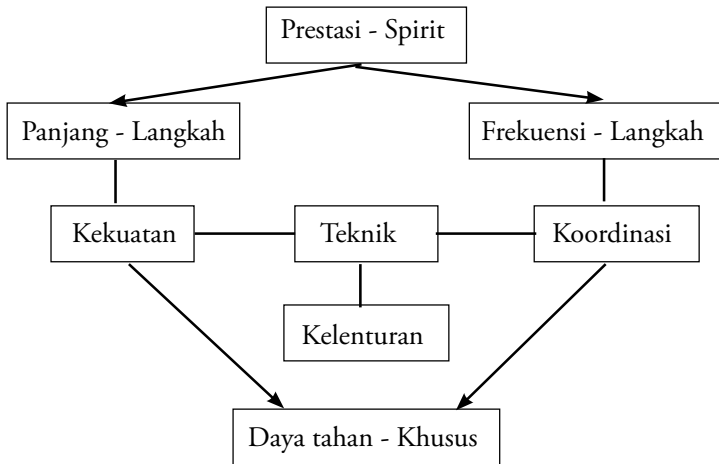 Prestasi - Spirit
Panjang - Langkah
Frekuensi - Langkah
Kekuatan
Teknik
Koordinasi
Kelenturan
Daya tahan - Khusus